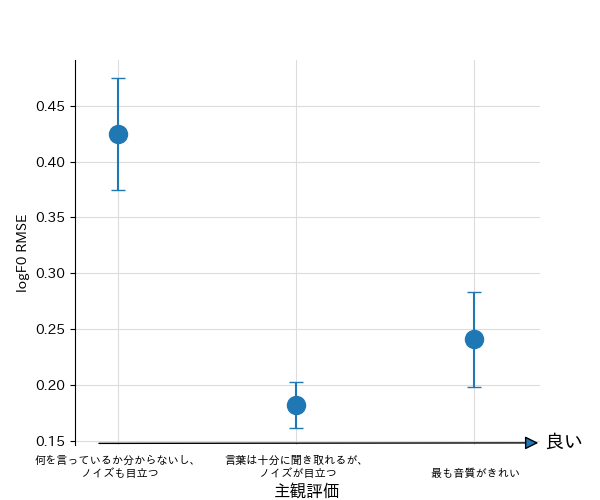 0.45
0.40
0.35
0.30
0.25
0.20
0.15
logF0 RMSE
何を言っているか分からないし、
ノイズも目立つ
言葉は十分に聞き取れるが、
ノイズが目立つ
最も音質がきれい
良い
主観評価